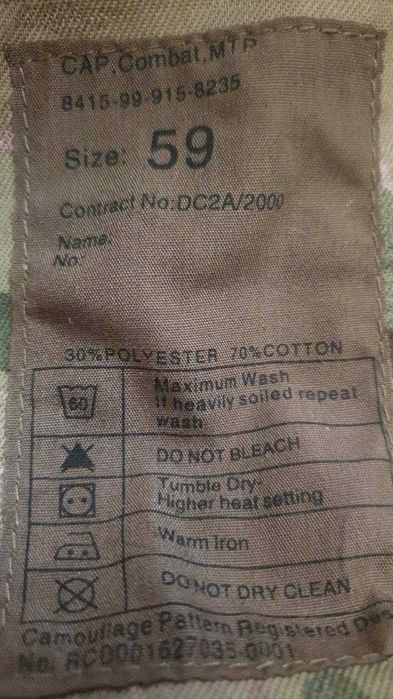 CAP, Combat, MTP
8415-99-915-8235
Size: 59
Contract No:DC2A/2000
Name:
No:
30%POLYESTER 70%COTTON
60
Maximum Wash
if heavily soiled repeat
wash
DO NOT BLEACH
Tumble Dry-
Higher heat setting
Warm Iron
DO NOT DRY CLEAN
Camouflage Pattern Registered Des
No. RC0001627035-0001